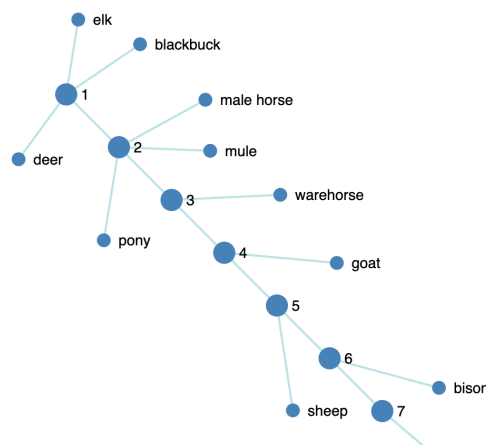 elk
blackbuck
1
male horse
2
mule
deer
warehorse
3
pony
4
goat
5
6
bisor
sheep
7